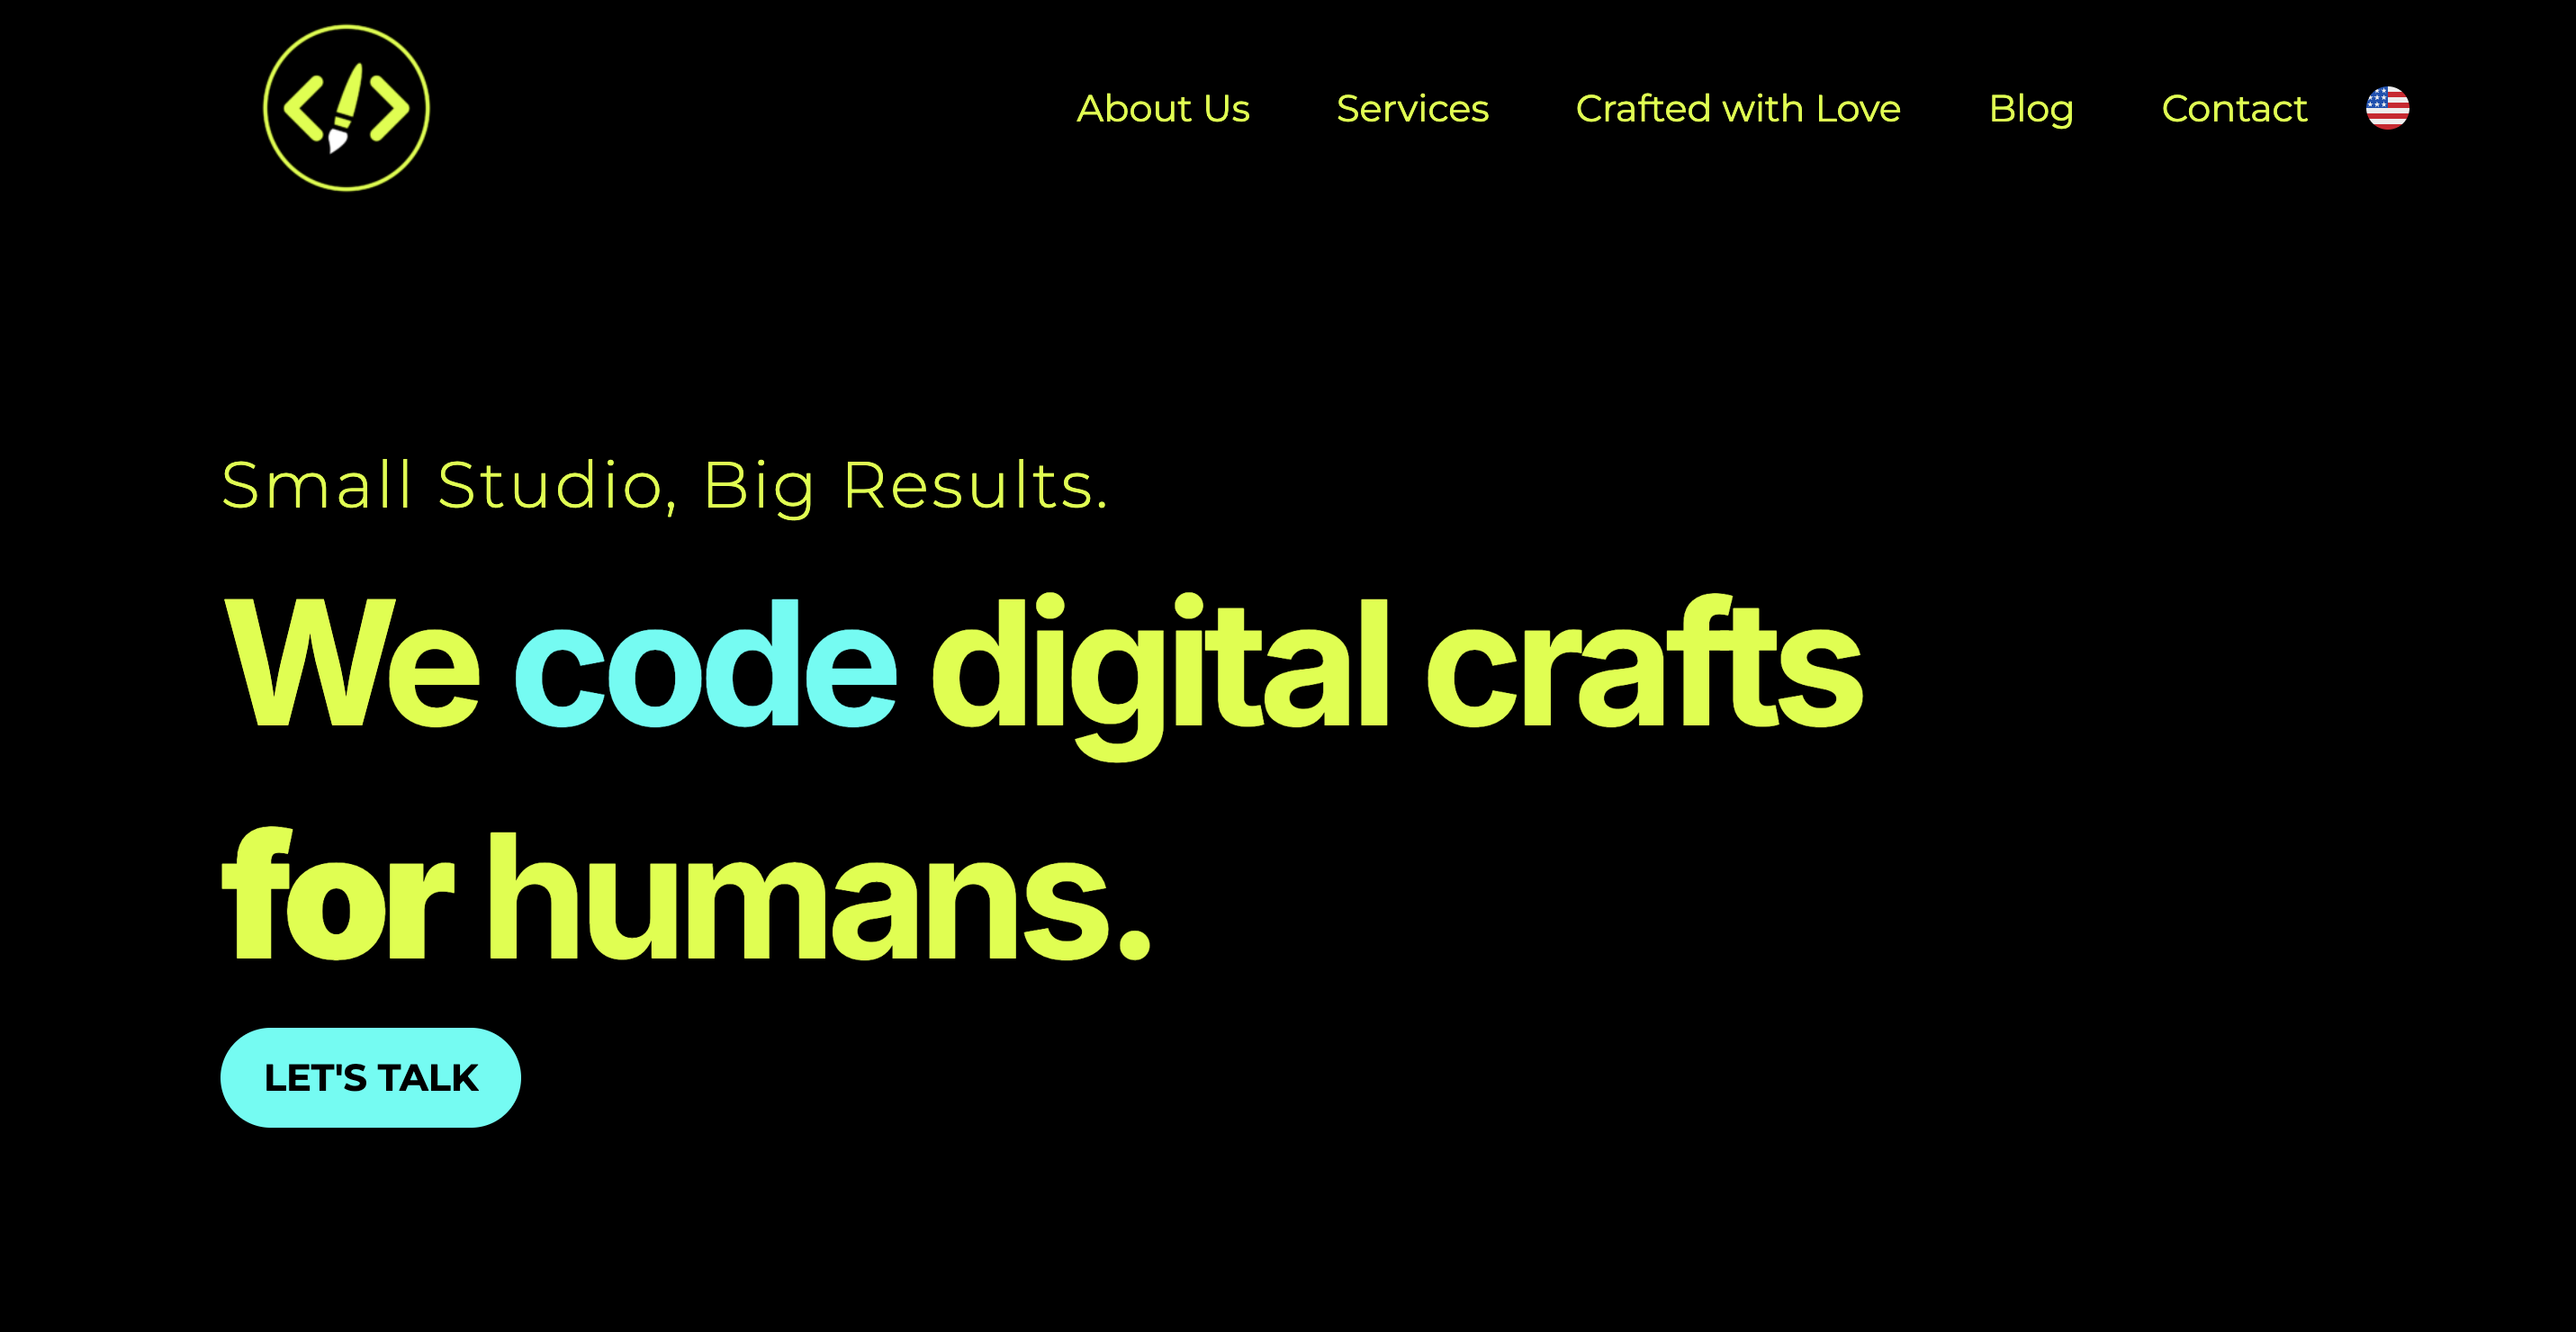 About Us Services Crafted with Love Blog Contact
Small Studio, Big Results.
We code digital crafts
for humans.
LET'S TALK